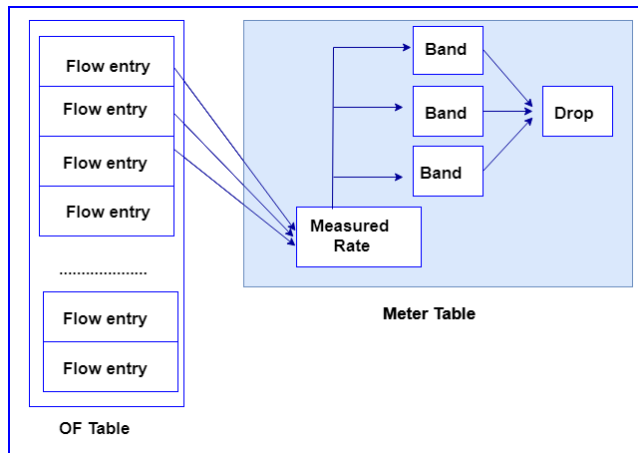 Flow entry
Flow entry
Flow entry
Flow entry
.....................
Flow entry
Flow entry
OF Table
Band
Band
Band
Drop
Measured
Rate
Meter Table